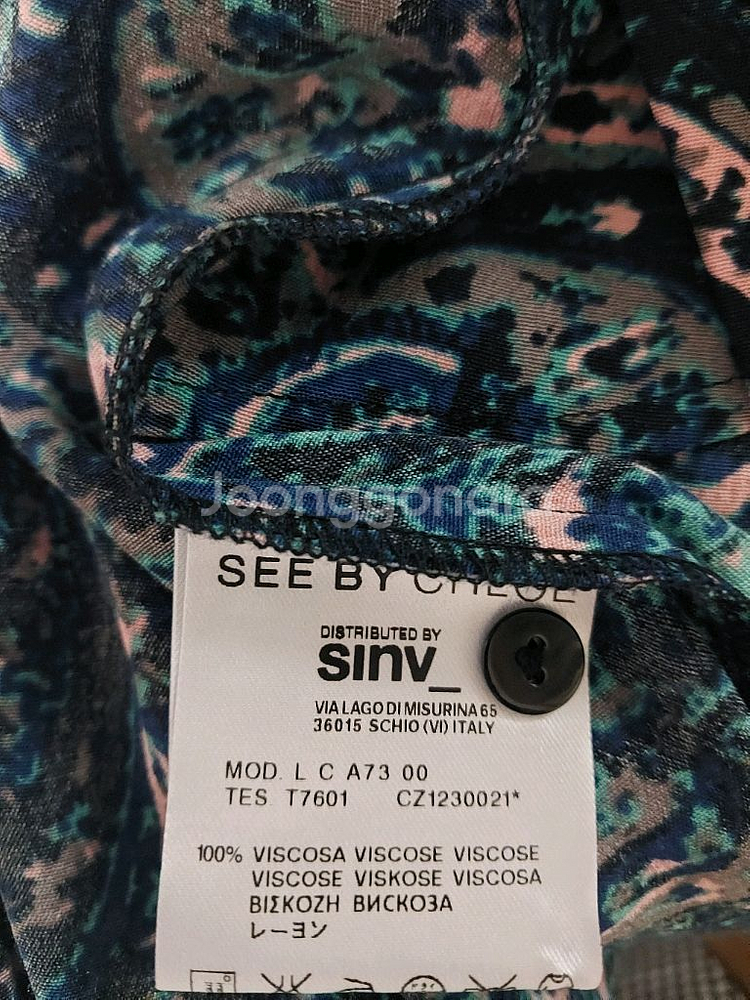 Joonggonara
SEE BY CHLOE
DISTRIBUTED BY
sinv_
VIA LAGO DI MISURINA 65
36015 SCHIO (VI) ITALY
MOD. L C A73 00
TES T7601 CZ1230021*
100% VISCOSA VISCOSE VISCOSE
VISCOSE VISKOSE VISCOSA
ΒΙΣΚΟΖΗ ВИСКОЗА
レーヨン